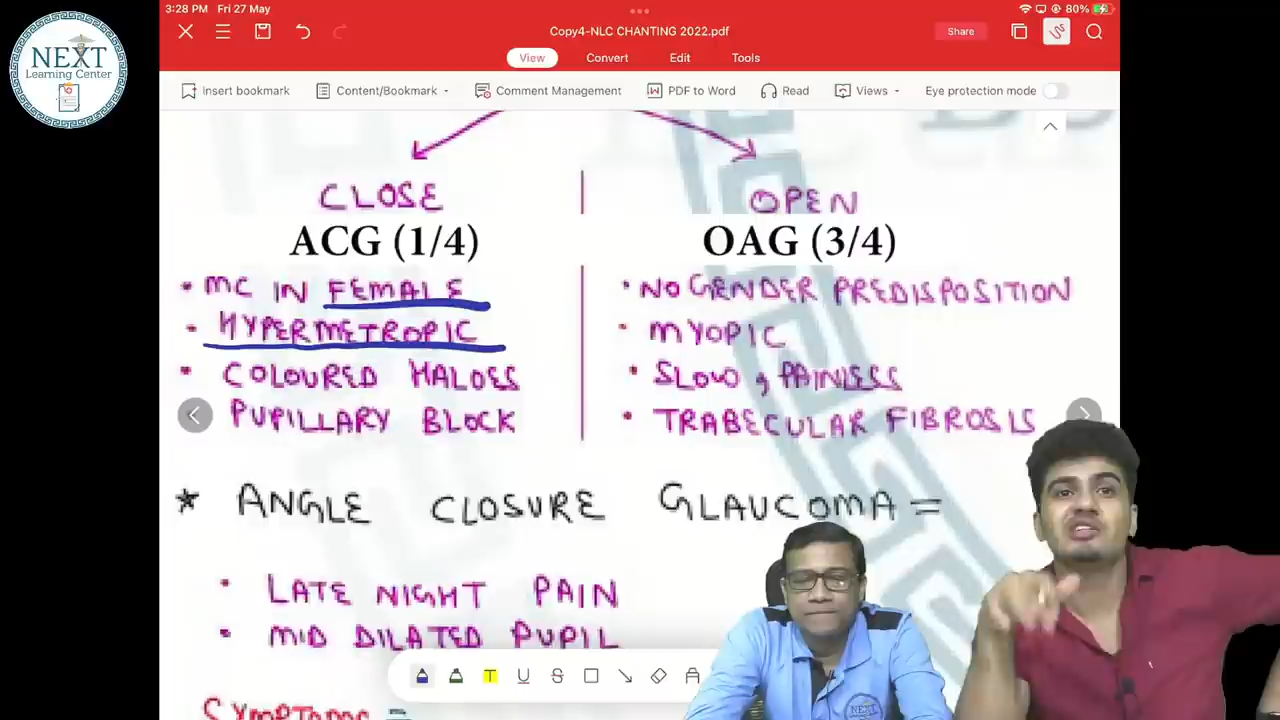 3:28 PM Fri 27 May
80%
NEXT
Learning Center
Copy4-NLC CHANTING 2022.pdf
Share
View Convert Edit Tools
Insert bookmark Content/Bookmark Comment Management PDF to Word Read Views Eye protection mode
CLOSE
OPEN
ACG (1/4)
OAG (3/4)
• MC IN FEMALE
• HYPERMETROPIC
• COLOURED HALOES
PUPILLARY BLOCK
• NO GENDER PREDISPOSITION
• MYOPIC
• SLOW, PAINLESS
• TRABECULAR FIBROSIS
* ANGLE CLOSURE GLAUCOMA =
• LATE NIGHT PAIN
• MID DILATED PUPIL
SYMPTOMS =
T U S
NEXT